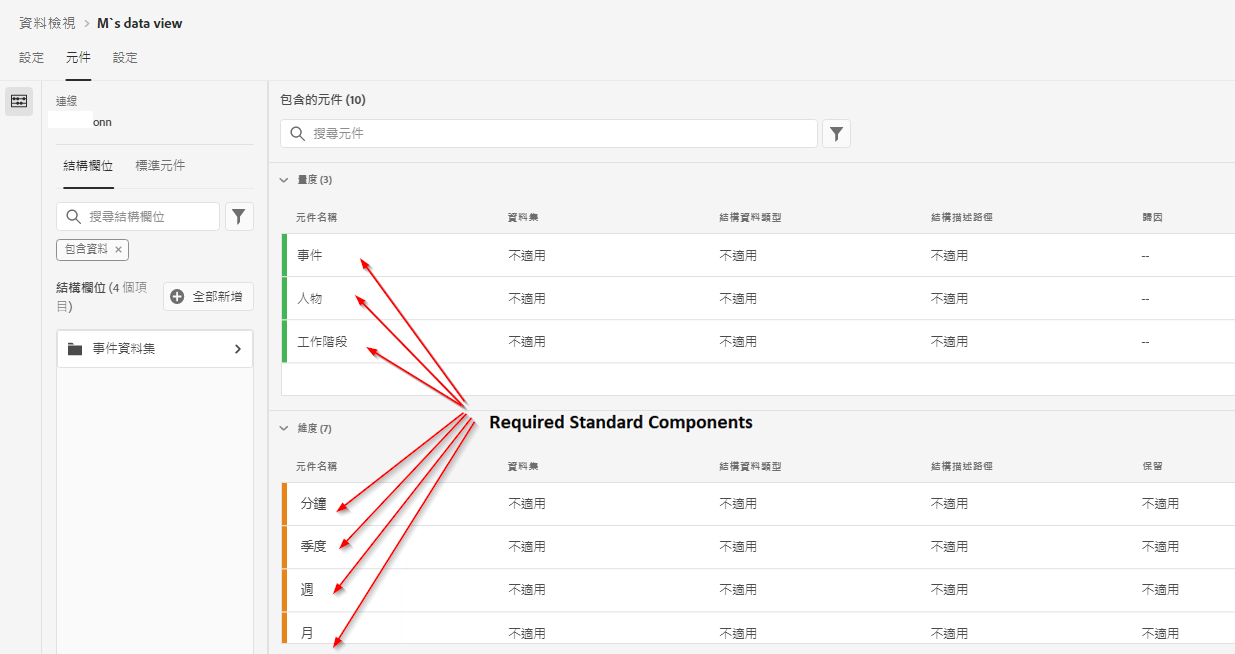 資料檢視 > M`s data view
設定 元件 設定
連線
onn
結構欄位 標準元件
搜尋結構欄位
包含資料 ×
結構欄位 (4 個項
目)
全部新增
事件資料集
包含的元件 (10)
搜尋元件
量度 (3)
元件名稱 資料集 結構資料類型 結構描述路徑 歸因
事件 不適用 不適用 不適用 --
人物 不適用 不適用 不適用 --
工作階段 不適用 不適用 不適用 --
Required Standard Components
維度 (7)
元件名稱 資料集 結構資料類型 結構描述路徑 保留
分鐘 不適用 不適用 不適用 不適用
季度 不適用 不適用 不適用 不適用
週 不適用 不適用 不適用 不適用
月 不適用 不適用 不適用 不適用